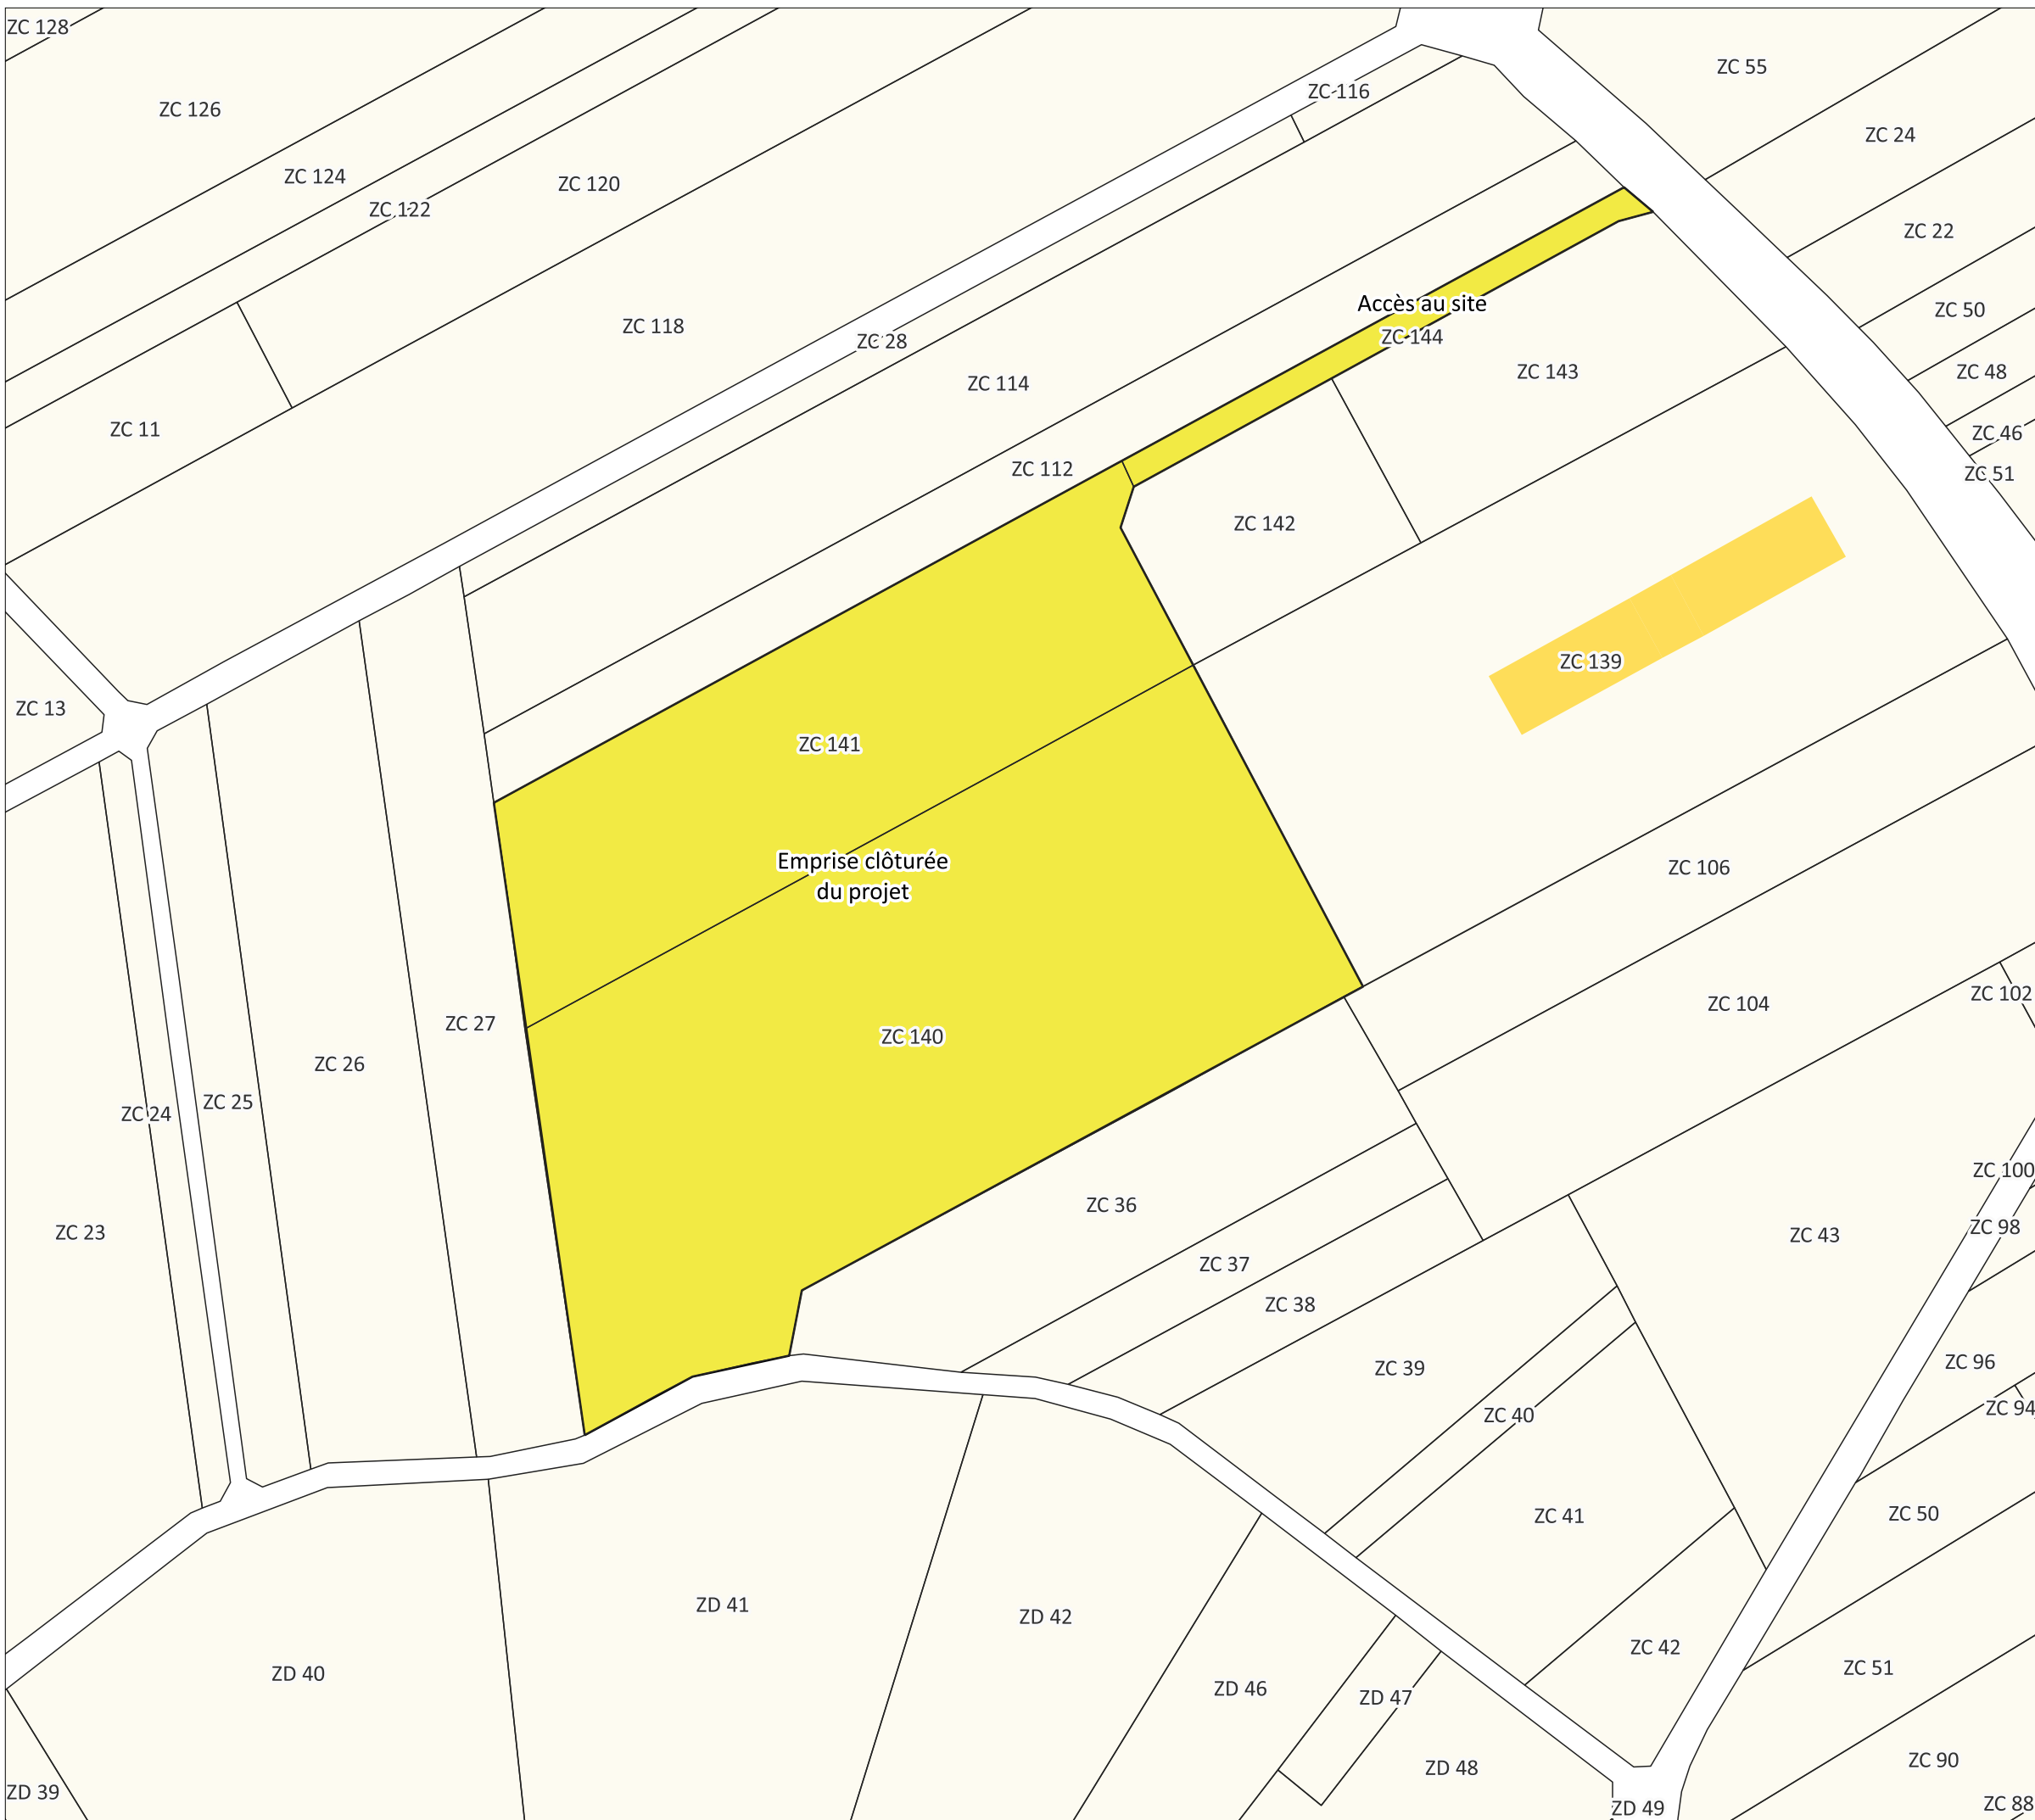 ZC 128
ZC 55
ZC 116
ZC 126
ZC 24
ZC 124
ZC 120
ZC 122
ZC 22
Accès au site
ZC 50
ZC 118
ZC 144
ZC 28
ZC 143
ZC 48
ZC 114
ZC 11
ZC 46
ZC 112
ZC 51
ZC 142
ZC 139
ZC 13
ZC 141
Emprise clôturée
du projet
ZC 106
ZC 102
ZC 104
ZC 27
ZC 140
ZC 26
ZC 25
ZC 24
ZC 100
ZC 36
ZC 98
ZC 23
ZC 43
ZC 37
ZC 38
ZC 96
ZC 39
ZC 94
ZC 40
ZC 50
ZC 41
ZD 41
ZD 42
ZC 42
ZC 51
ZD 40
ZD 46
ZD 47
ZC 90
ZD 48
ZD 39
ZC 88
ZD 49